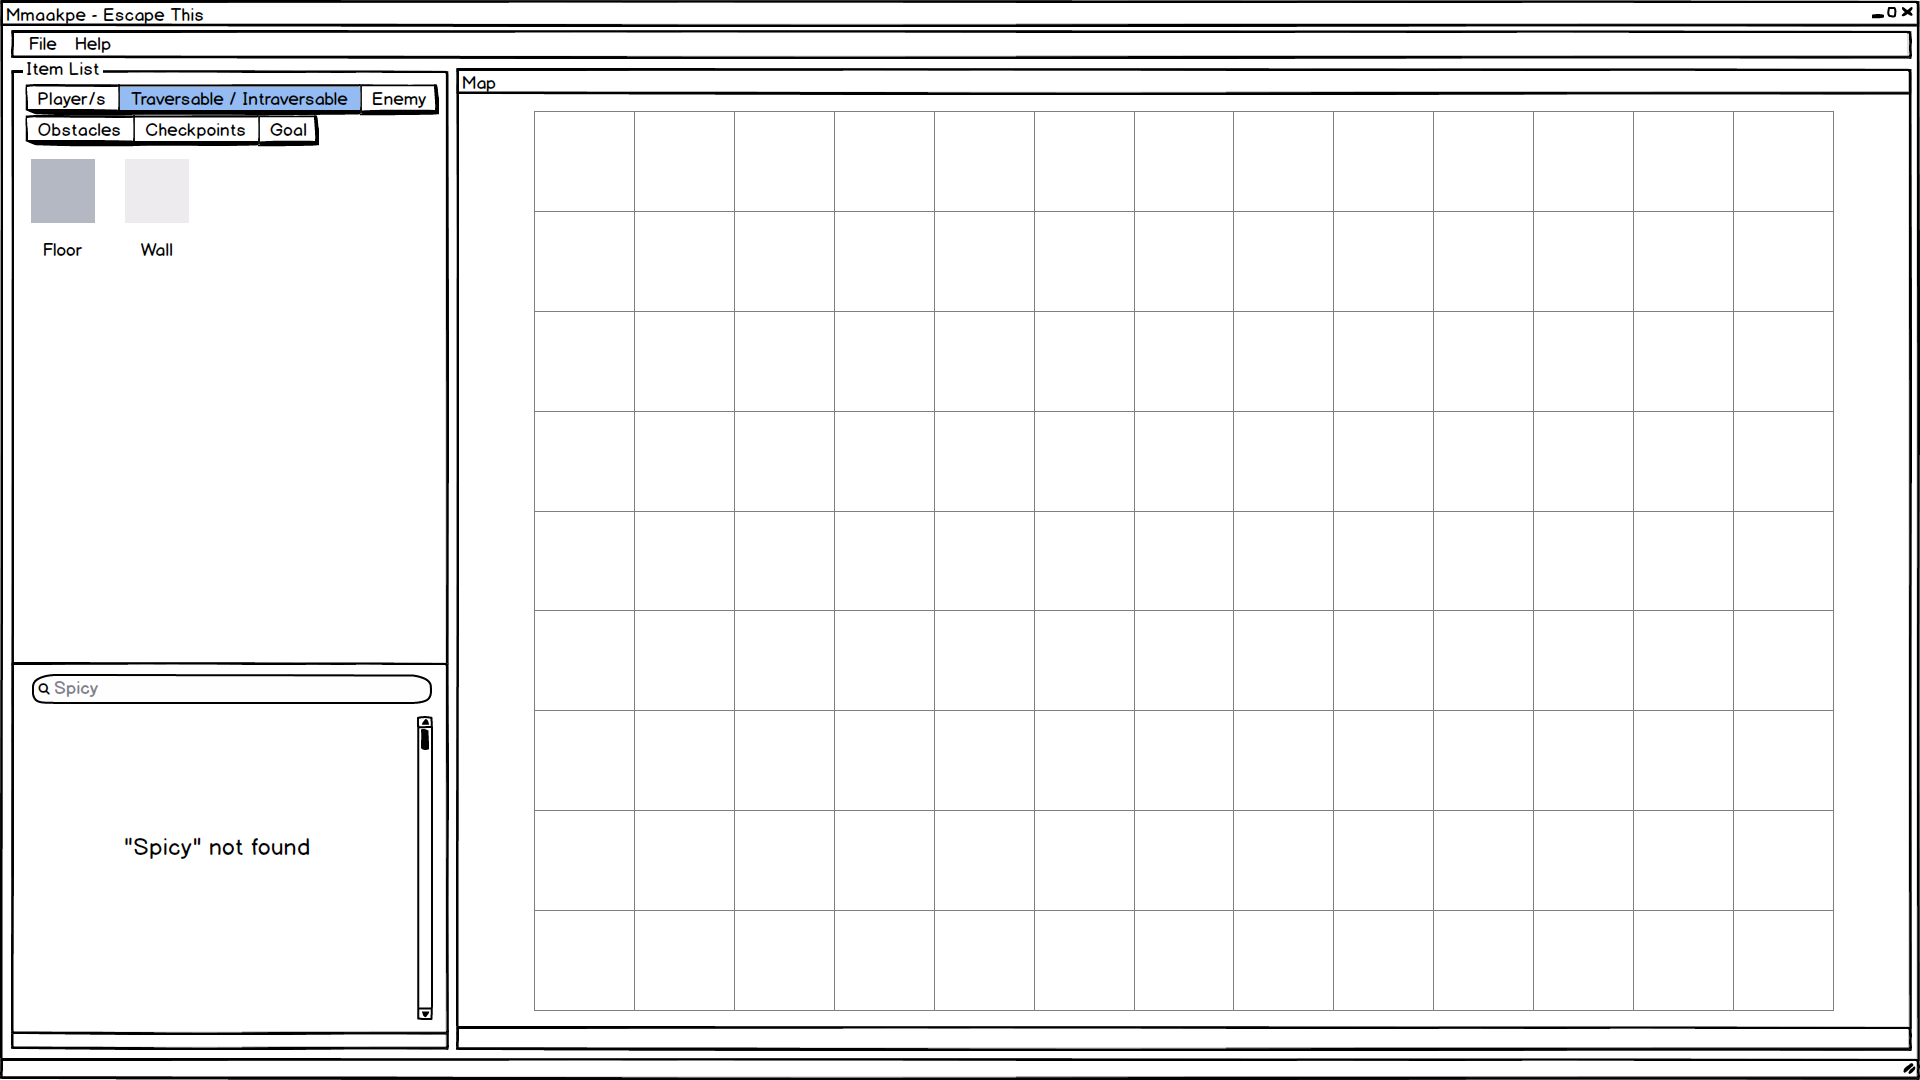 Mmaakpe - Escape This
File Help
Item List
Player/s Traversable / Intraversable Enemy
Obstacles Checkpoints Goal
Floor Wall
Spicy
"Spicy" not found
Map